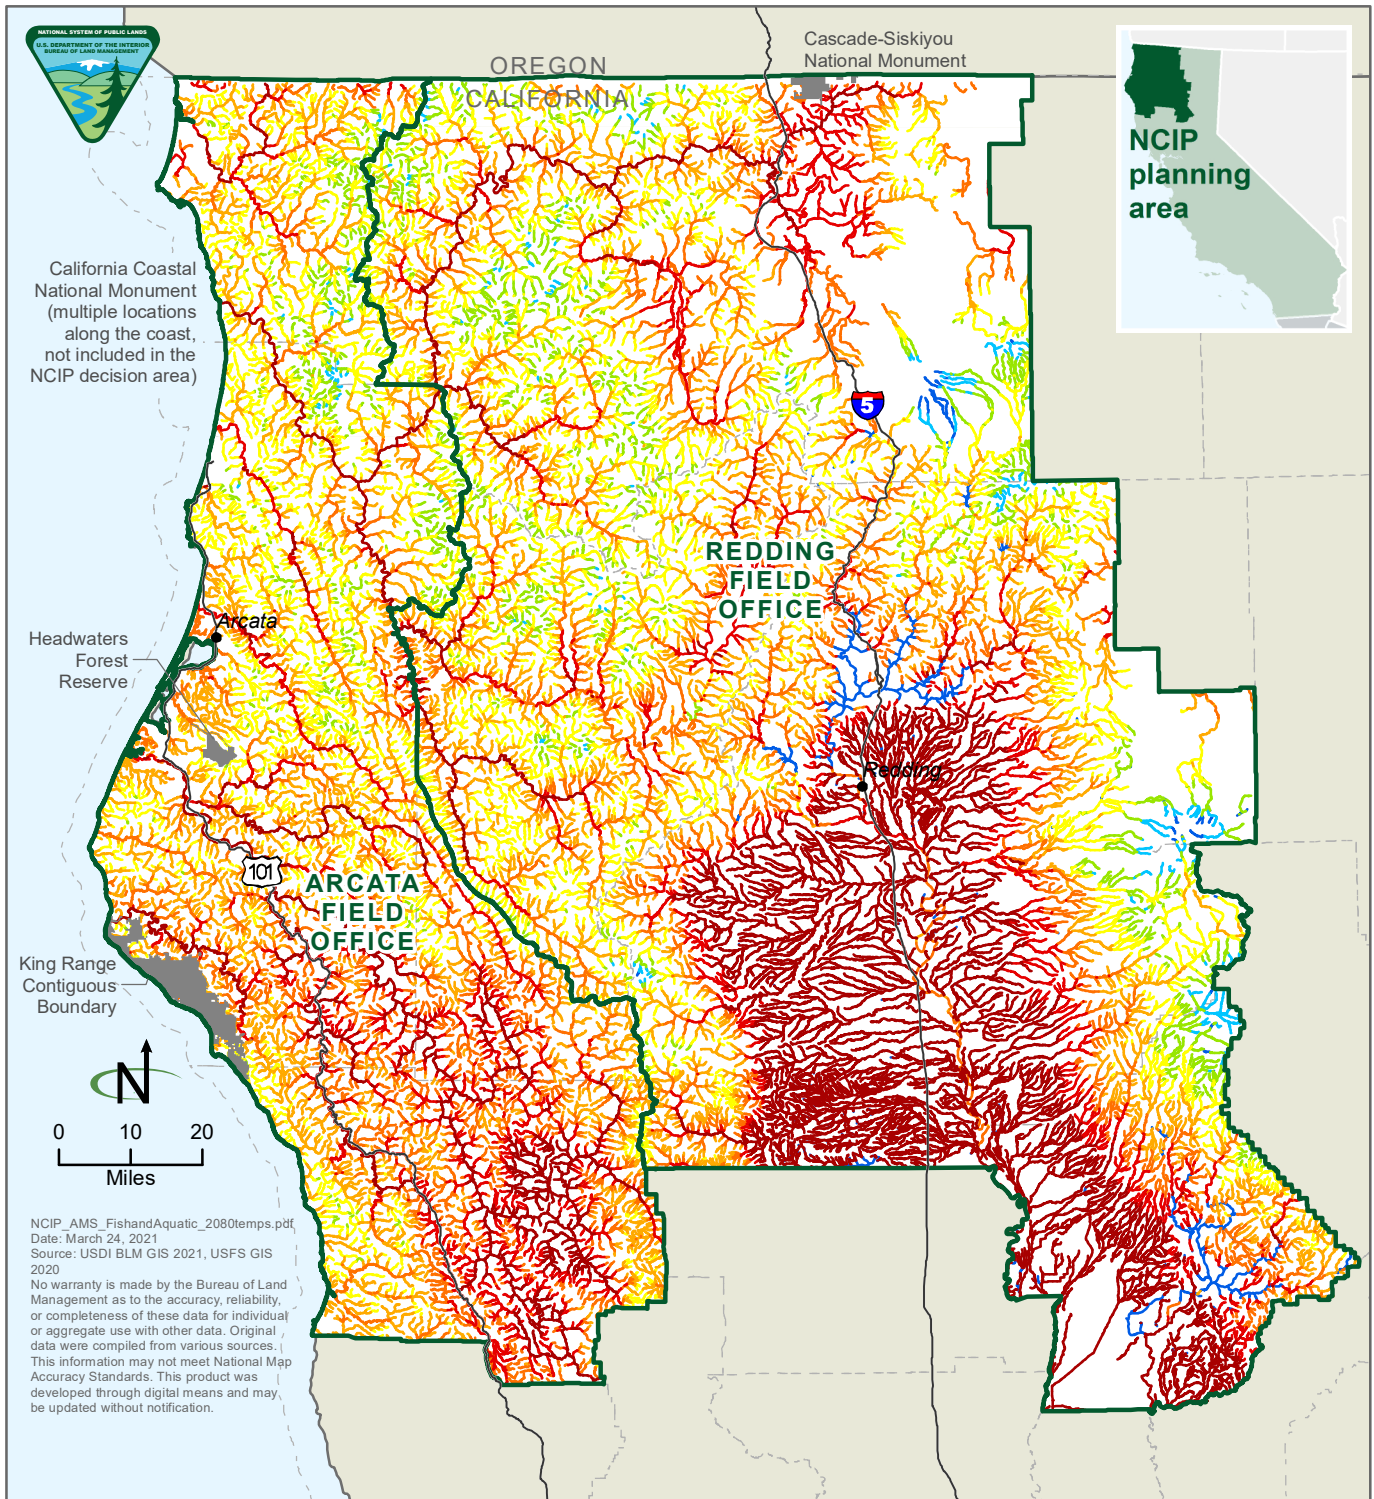 NATIONAL SYSTEM OF PUBLIC LANDS
U.S. DEPARTMENT OF THE INTERIOR
BUREAU OF LAND MANAGEMENT
OREGON
CALIFORNIA
Cascade-Siskiyou
National Monument
NCIP
planning
area
California Coastal
National Monument
(multiple locations
along the coast,
not included in the
NCIP decision area)
5
REDDING
FIELD
OFFICE
Arcata
Headwaters
Forest
Reserve
Redding
101
ARCATA
FIELD
OFFICE
King Range
Contiguous
Boundary
N
0 10 20
Miles
NCIP_AMS_FishandAquatic_2080temps.pdf
Date: March 24, 2021
Source: USDI BLM GIS 2021, USFS GIS
2020
No warranty is made by the Bureau of Land
Management as to the accuracy, reliability,
or completeness of these data for individual
or aggregate use with other data. Original
data were compiled from various sources.
This information may not meet National Map
Accuracy Standards. This product was
developed through digital means and may
be updated without notification.